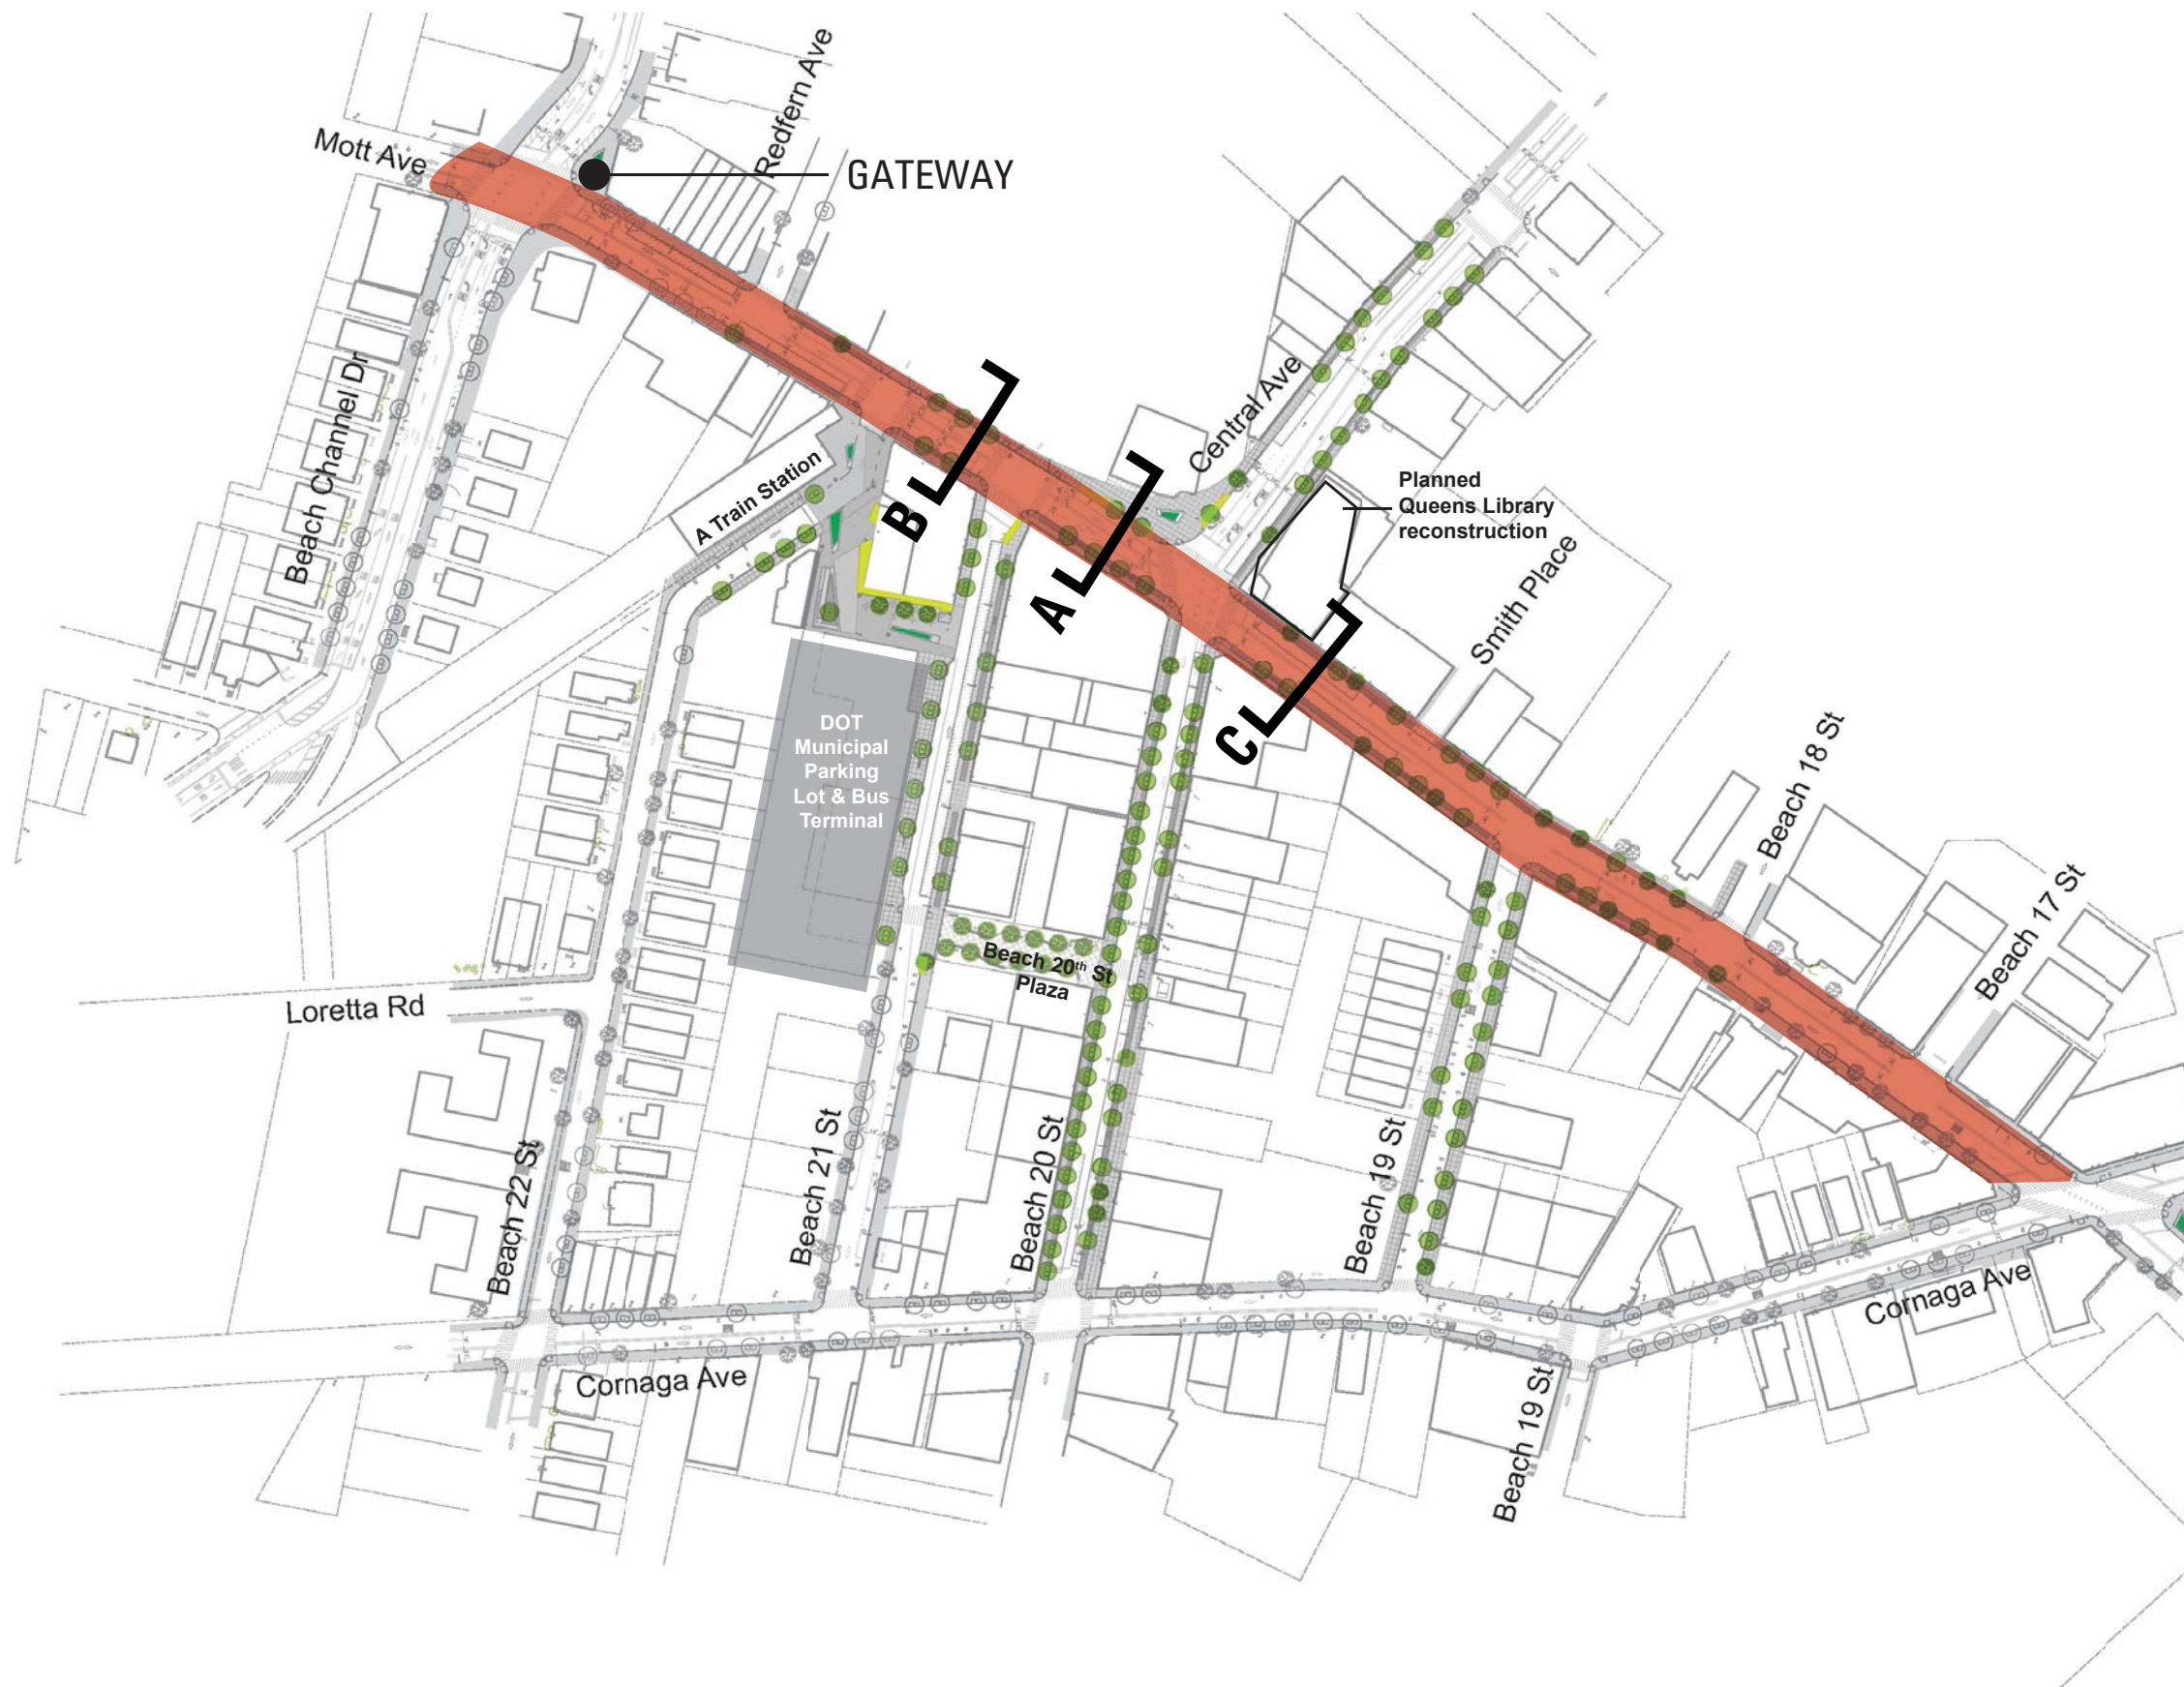 Redfern Ave
Mott Ave
GATEWAY
Beach Channel Dr
Central Ave
A Train Station
B
A
Planned
Queens Library
reconstruction
Smith Place
C
DOT
Municipal
Parking
Lot & Bus
Terminal
Beach 18 St
Beach 17 St
Beach 20th St
Plaza
Loretta Rd
Beach 22 St
Beach 21 St
Beach 20 St
Beach 19 St
Cornaga Ave
Cornaga Ave
Beach 19 St